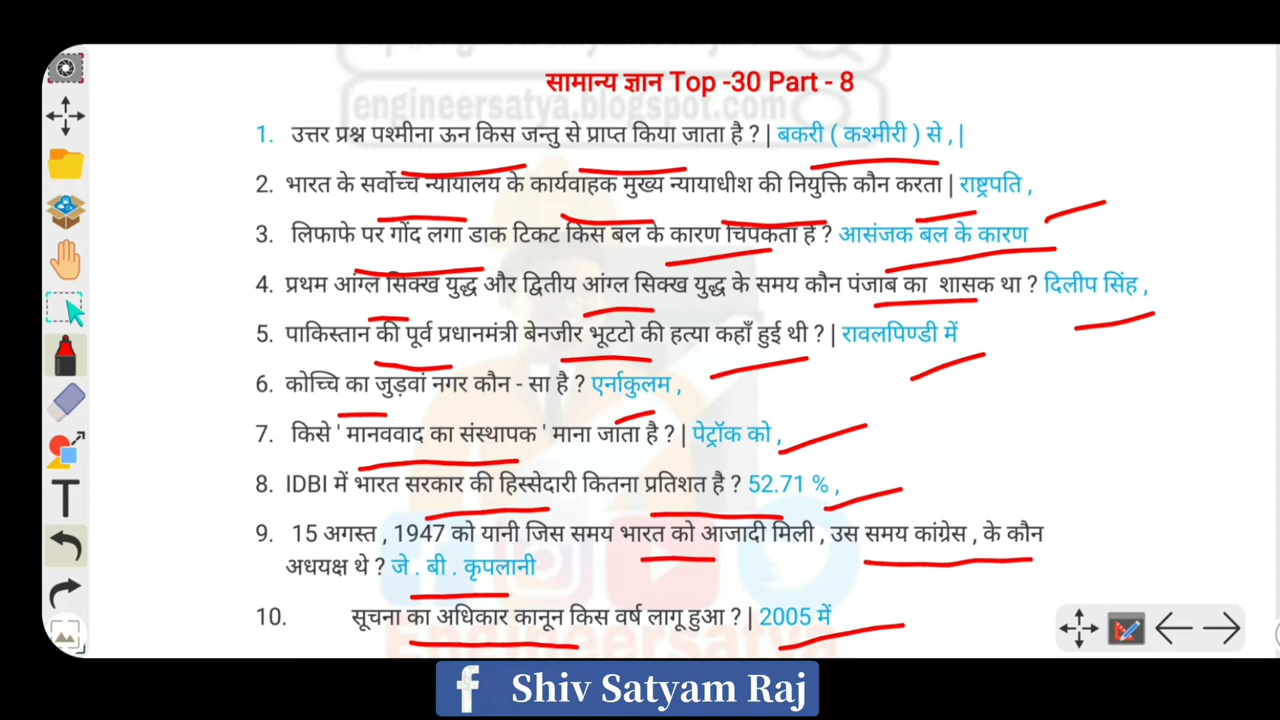 engineersatya.blogspot.com
सामान्य ज्ञान Top -30 Part - 8
1. उत्तर प्रश्न पश्मीना ऊन किस जन्तु से प्राप्त किया जाता है ? | बकरी ( कश्मीरी ) से , |
2. भारत के सर्वोच्च न्यायालय के कार्यवाहक मुख्य न्यायाधीश की नियुक्ति कौन करता | राष्ट्रपति ,
3. लिफाफे पर गोंद लगा डाक टिकट किस बल के कारण चिपकता है ? आसंजक बल के कारण
4. प्रथम आंग्ल सिक्ख युद्ध और द्वितीय आंग्ल सिक्ख युद्ध के समय कौन पंजाब का शासक था ? दिलीप सिंह ,
5. पाकिस्तान की पूर्व प्रधानमंत्री बेनजीर भूटटो की हत्या कहाँ हुई थी ? | रावलपिण्डी में
6. कोच्चि का जुड़वां नगर कौन - सा है ? एर्नाकुलम ,
7. किसे ' मानववाद का संस्थापक ' माना जाता है ? | पेट्रॉक को ,
8. IDBI में भारत सरकार की हिस्सेदारी कितना प्रतिशत है ? 52.71 % ,
9. 15 अगस्त , 1947 को यानी जिस समय भारत को आजादी मिली , उस समय कांग्रेस , के कौन
अधयक्ष थे ? जे . बी . कृपलानी
10. सूचना का अधिकार कानून किस वर्ष लागू हुआ ? | 2005 में
T
f Shiv Satyam Raj